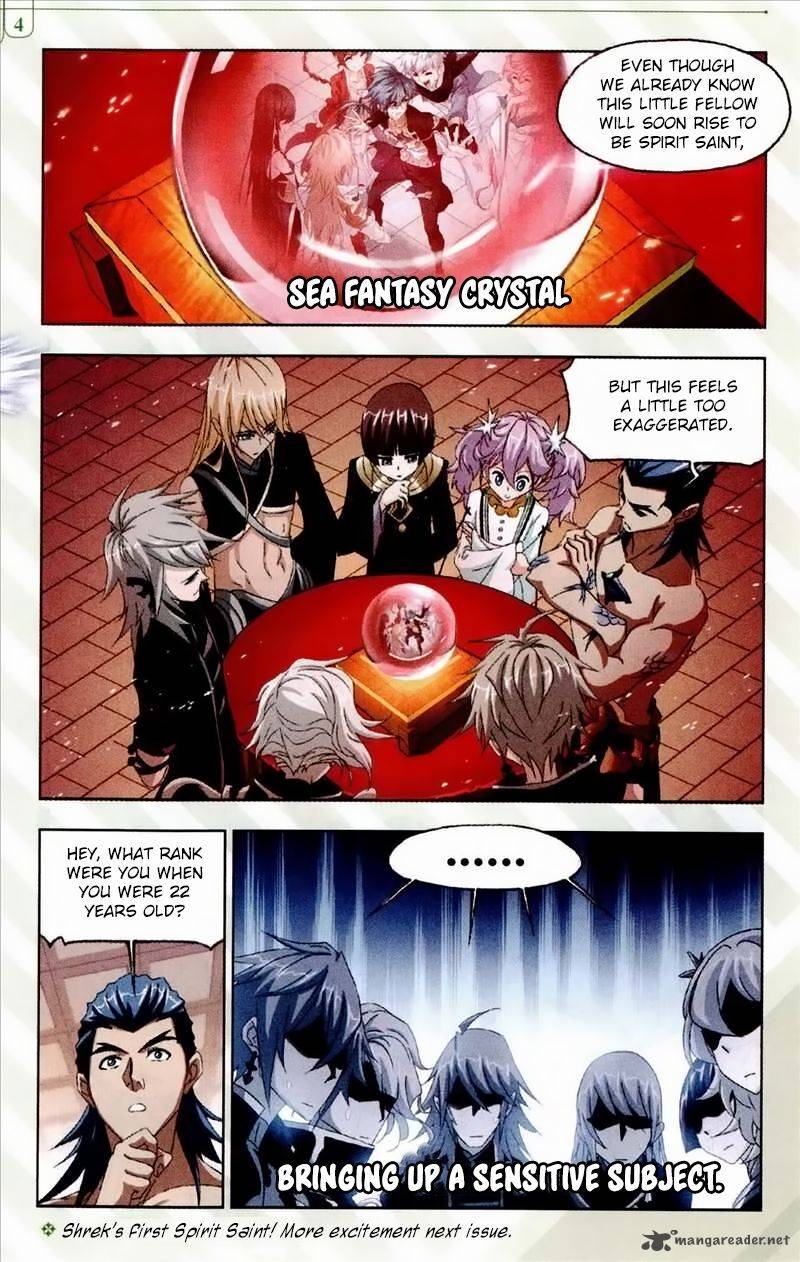 4
EVEN THOUGH
WE ALREADY KNOW
THIS LITTLE FELLOW
WILL SOON RISE TO
BE SPIRIT SAINT,
SEA FANTASY CRYSTAL
BUT THIS FEELS
A LITTLE TOO
EXAGGERATED.
HEY, WHAT RANK
WERE YOU WHEN
YOU WERE 22
YEARS OLD?
••••••
BRINGING UP A SENSITIVE SUBJECT.
Shrek's First Spirit Saint! More excitement next issue.
mangareader.net